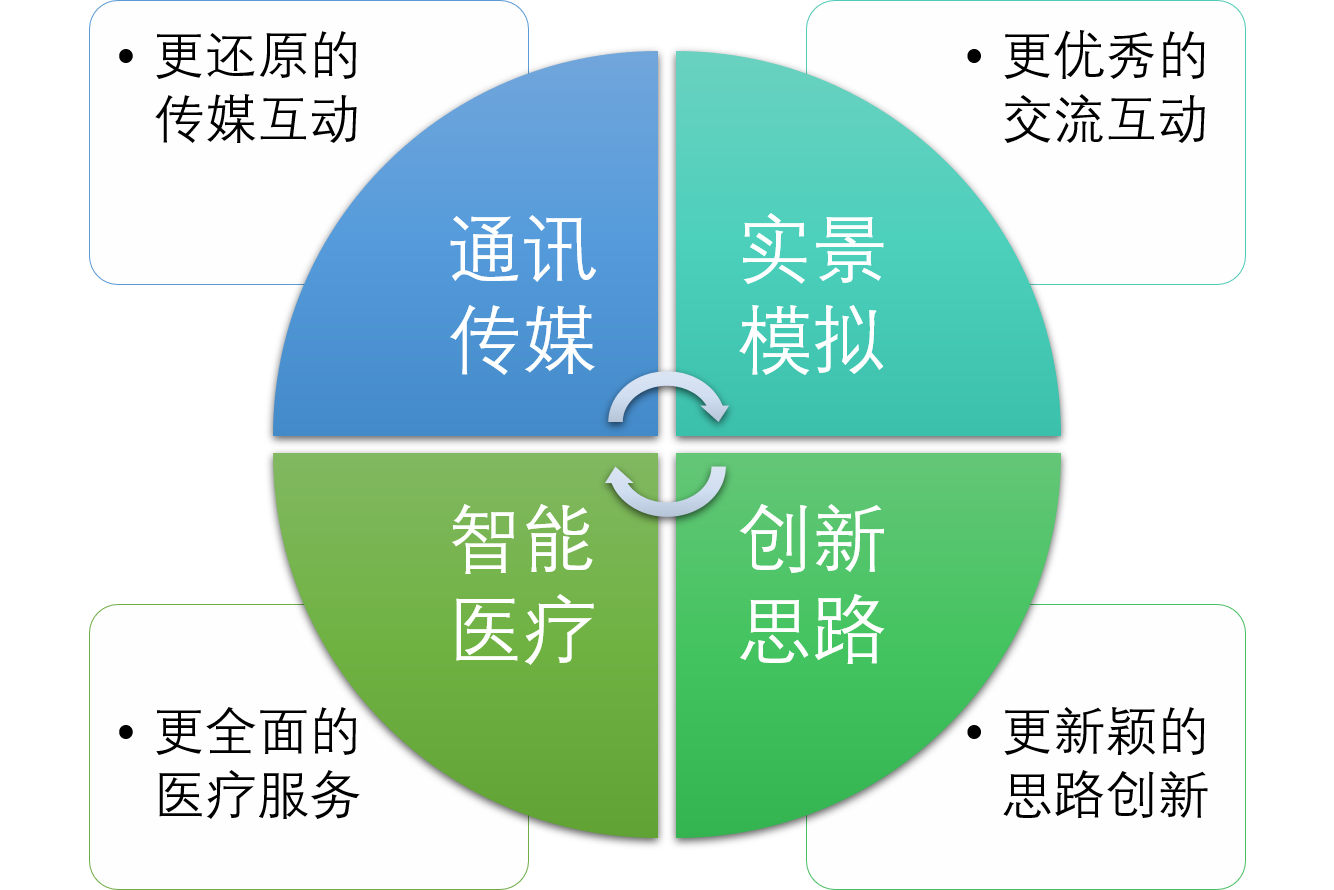 • 更还原的
传媒互动
• 更优秀的
交流互动
通讯
传媒
实景
模拟
智能
医疗
创新
思路
• 更全面的
医疗服务
• 更新颖的
思路创新